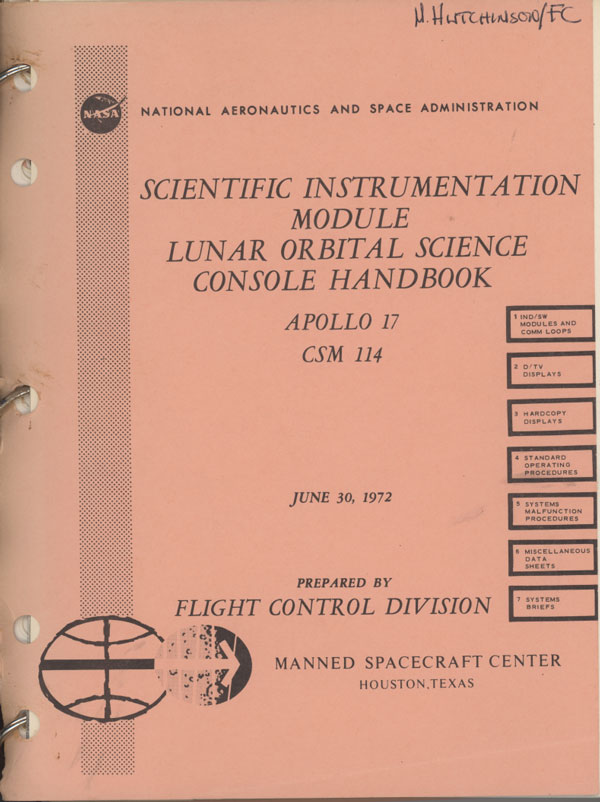 N. HUTCHINSON/FC
NASA
NATIONAL AERONAUTICS AND SPACE ADMINISTRATION
SCIENTIFIC INSTRUMENTATION
MODULE
LUNAR ORBITAL SCIENCE
CONSOLE HANDBOOK
APOLLO 17
CSM 114
1 IND/SW
MODULES AND
COMM LOOPS
2 D/TV
DISPLAYS
3 HARDCOPY
DISPLAYS
4 STANDARD
OPERATING
PROCEDURES
5 SYSTEMS
MALFUNCTION
PROCEDURES
6 MISCELLANEOUS
DATA
SHEETS
7 SYSTEMS
BRIEFS
JUNE 30, 1972
PREPARED BY
FLIGHT CONTROL DIVISION
MANNED SPACECRAFT CENTER
HOUSTON, TEXAS